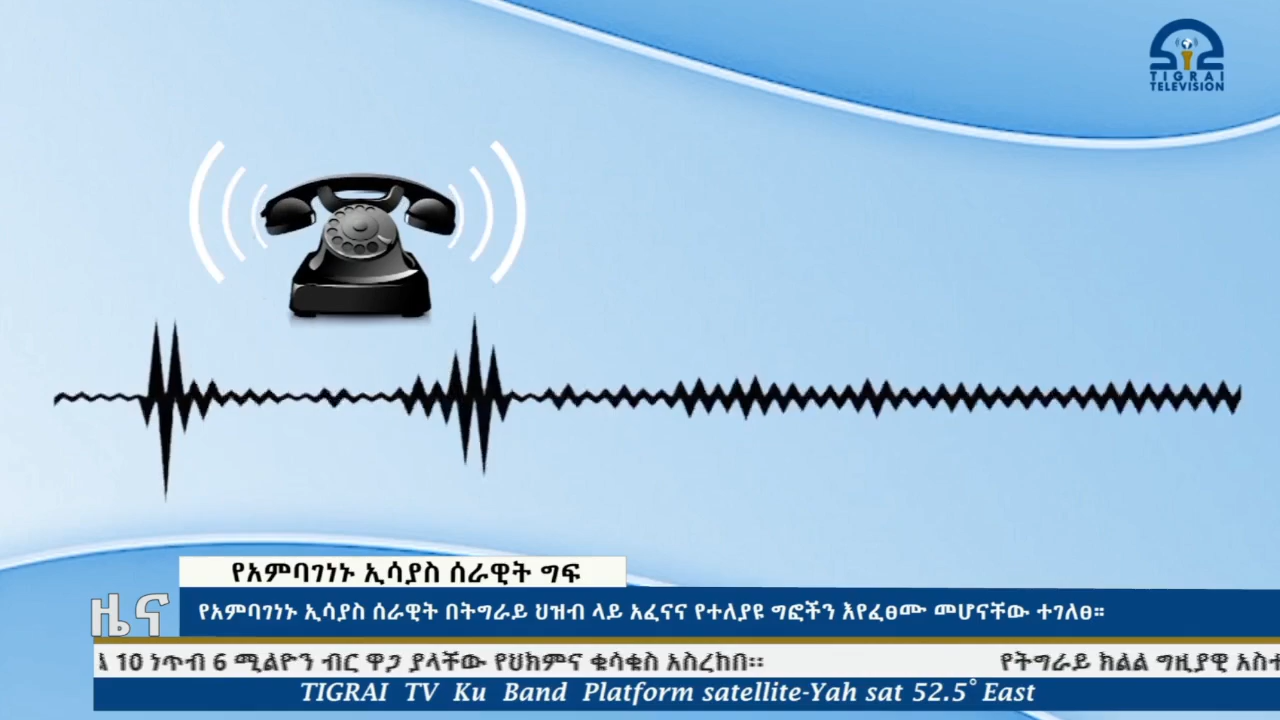 TIGRAI
TELEVISION
የአምባገነኑ ኢሳያስ ሰራዊት ግፍ
ዜና
የአምባገነኑ ኢሳያስ ሰራዊት በትግራይ ህዝብ ላይ አፈናና የተለያዩ ግፎችን እየፈፀሙ መሆናቸው ተገለፀ።
10 ነጥብ 6 ሚልዮን ብር ዋጋ ያላቸው የህክምና ቁሳቁስ አስረከበ። የትግራይ ክልል ግዚያዊ
TIGRAI TV Ku Band Platform satellite-Yah sat 52.5° East